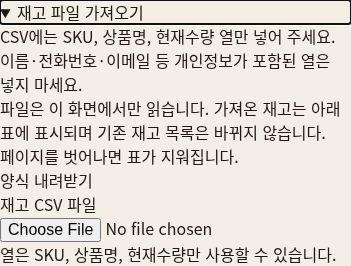 ▼ 재고 파일 가져오기
CSV에는 SKU, 상품명, 현재수량 열만 넣어 주세요.
이름·전화번호·이메일 등 개인정보가 포함된 열은
넣지 마세요.
파일은 이 화면에서만 읽습니다. 가져온 재고는 아래
표에 표시되며 기존 재고 목록은 바뀌지 않습니다.
페이지를 벗어나면 표가 지워집니다.
양식 내려받기
재고 CSV 파일
Choose File No file chosen
열은 SKU, 상품명, 현재수량만 사용할 수 있습니다.